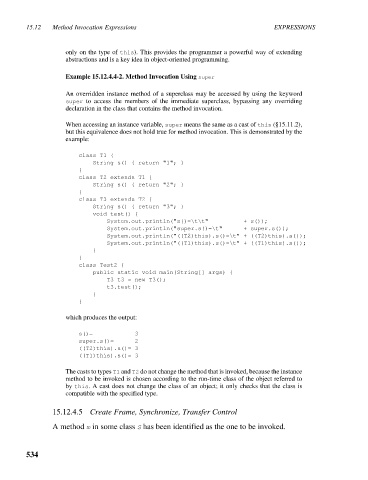 15.12 Method Invocation Expressions EXPRESSIONS
only on the type of this). This provides the programmer a powerful way of extending
abstractions and is a key idea in object-oriented programming.
Example 15.12.4.4-2. Method Invocation Using super
An overridden instance method of a superclass may be accessed by using the keyword
super to access the members of the immediate superclass, bypassing any overriding
declaration in the class that contains the method invocation.
When accessing an instance variable, super means the same as a cast of this (§15.11.2),
but this equivalence does not hold true for method invocation. This is demonstrated by the
example:
class T1 {
String s() { return "1"; }
}
class T2 extends T1 {
String s() { return "2"; }
}
class T3 extends T2 {
String s() { return "3"; }
void test() {
System.out.println("s()=\t\t" + s());
System.out.println("super.s()=\t" + super.s());
System.out.println("((T2)this).s()=\t" + ((T2)this).s());
System.out.println("((T1)this).s()=\t" + ((T1)this).s());
}
}
class Test2 {
public static void main(String[] args) {
T3 t3 = new T3();
t3.test();
}
}
which produces the output:
s()= 3
super.s()= 2
((T2)this).s()= 3
((T1)this).s()= 3
The casts to types T1 and T2 do not change the method that is invoked, because the instance
method to be invoked is chosen according to the run-time class of the object referred to
by this. A cast does not change the class of an object; it only checks that the class is
compatible with the specified type.
15.12.4.5 Create Frame, Synchronize, Transfer Control
A method m in some class S has been identified as the one to be invoked.
534